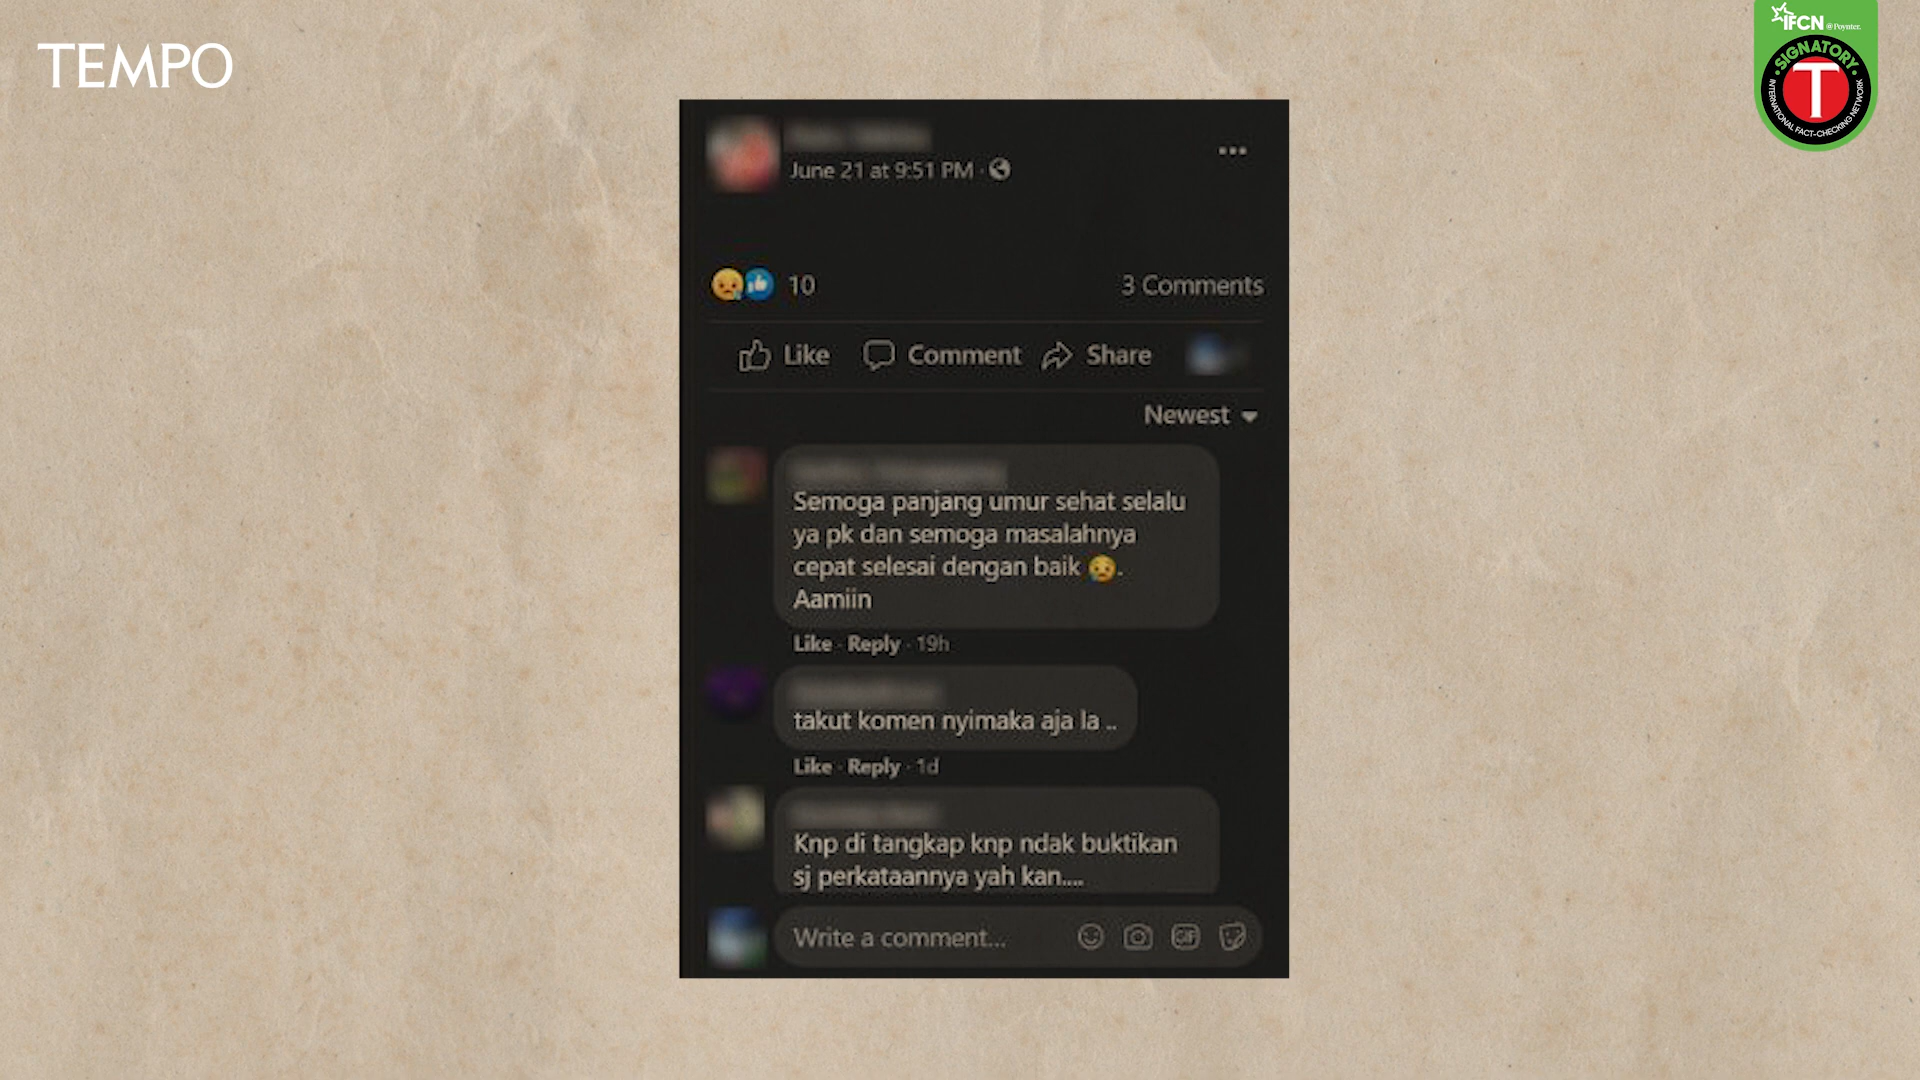 TEMPO
IFCN @Poynter.
SIGNATORY
T
INTERNATIONAL FACT-CHECKING NETWORK
June 21 at 9:51 PM ·
10
3 Comments
Like
Comment
Share
Newest
Semoga panjang umur sehat selalu
ya pk dan semoga masalahnya
cepat selesai dengan baik 😥.
Aamiin
Like · Reply · 19h
takut komen nyimaka aja la ..
Like · Reply · 1d
Knp di tangkap knp ndak buktikan
sj perkataannya yah kan....
Write a comment...
GIF